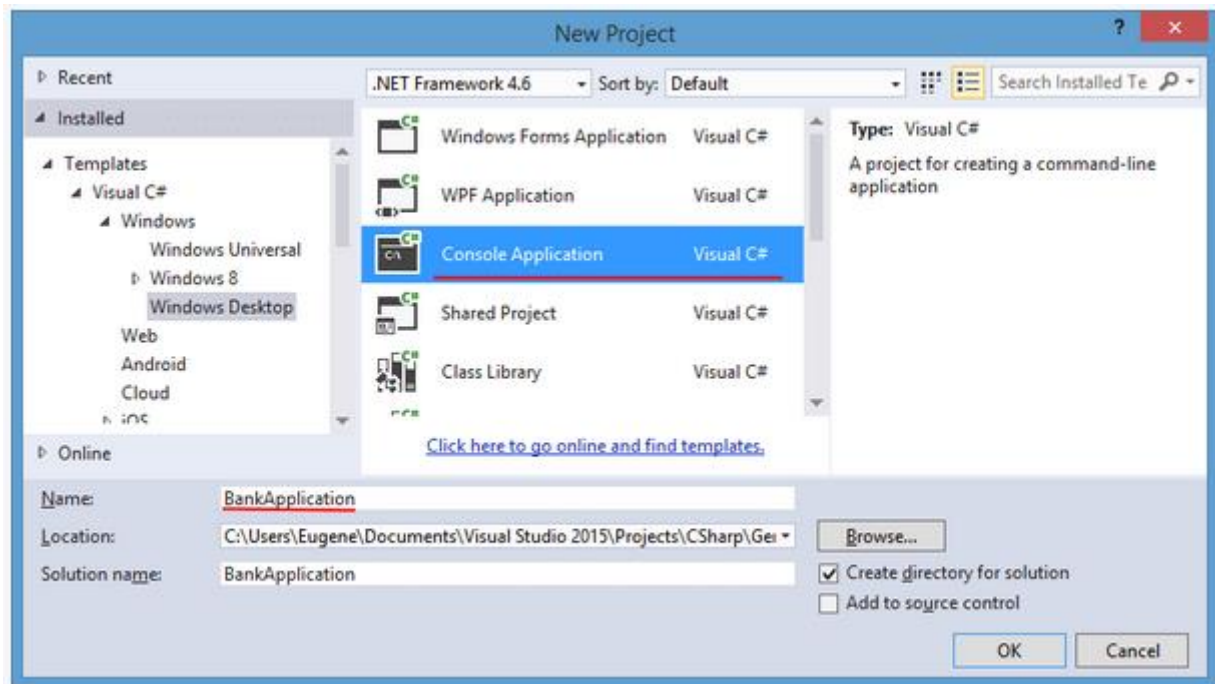 New Project
?
Recent
.NET Framework 4.6
Sort by: Default
Search Installed Te
Installed
Templates
Visual C#
Windows
Windows Universal
Windows 8
Windows Desktop
Web
Android
Cloud
iOS
Online
Windows Forms Application Visual C#
WPF Application Visual C#
Console Application Visual C#
Shared Project Visual C#
Class Library Visual C#
Click here to go online and find templates.
Type: Visual C#
A project for creating a command-line
application
Name: BankApplication
Location: C:\Users\Eugene\Documents\Visual Studio 2015\Projects\CSharp\Ge
Browse...
Solution name: BankApplication
Create directory for solution
Add to source control
OK Cancel